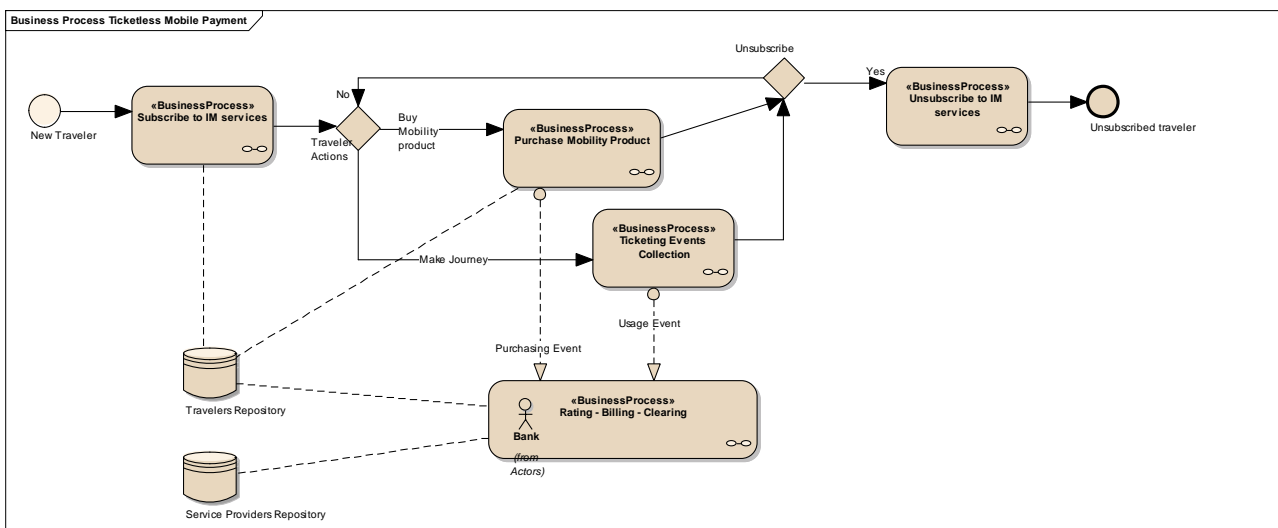 Business Process Ticketless Mobile Payment
Unsubscribe
New Traveler
«BusinessProcess»
Subscribe to IM services
No
Traveler
Actions
Buy
Mobility
product
«BusinessProcess»
Purchase Mobility Product
Yes
«BusinessProcess»
Unsubscribe to IM
services
Unsubscribed traveler
Make Journey
«BusinessProcess»
Ticketing Events
Collection
Usage Event
Purchasing Event
Travelers Repository
«BusinessProcess»
Rating - Billing - Clearing
Bank
(from
Actors)
Service Providers Repository